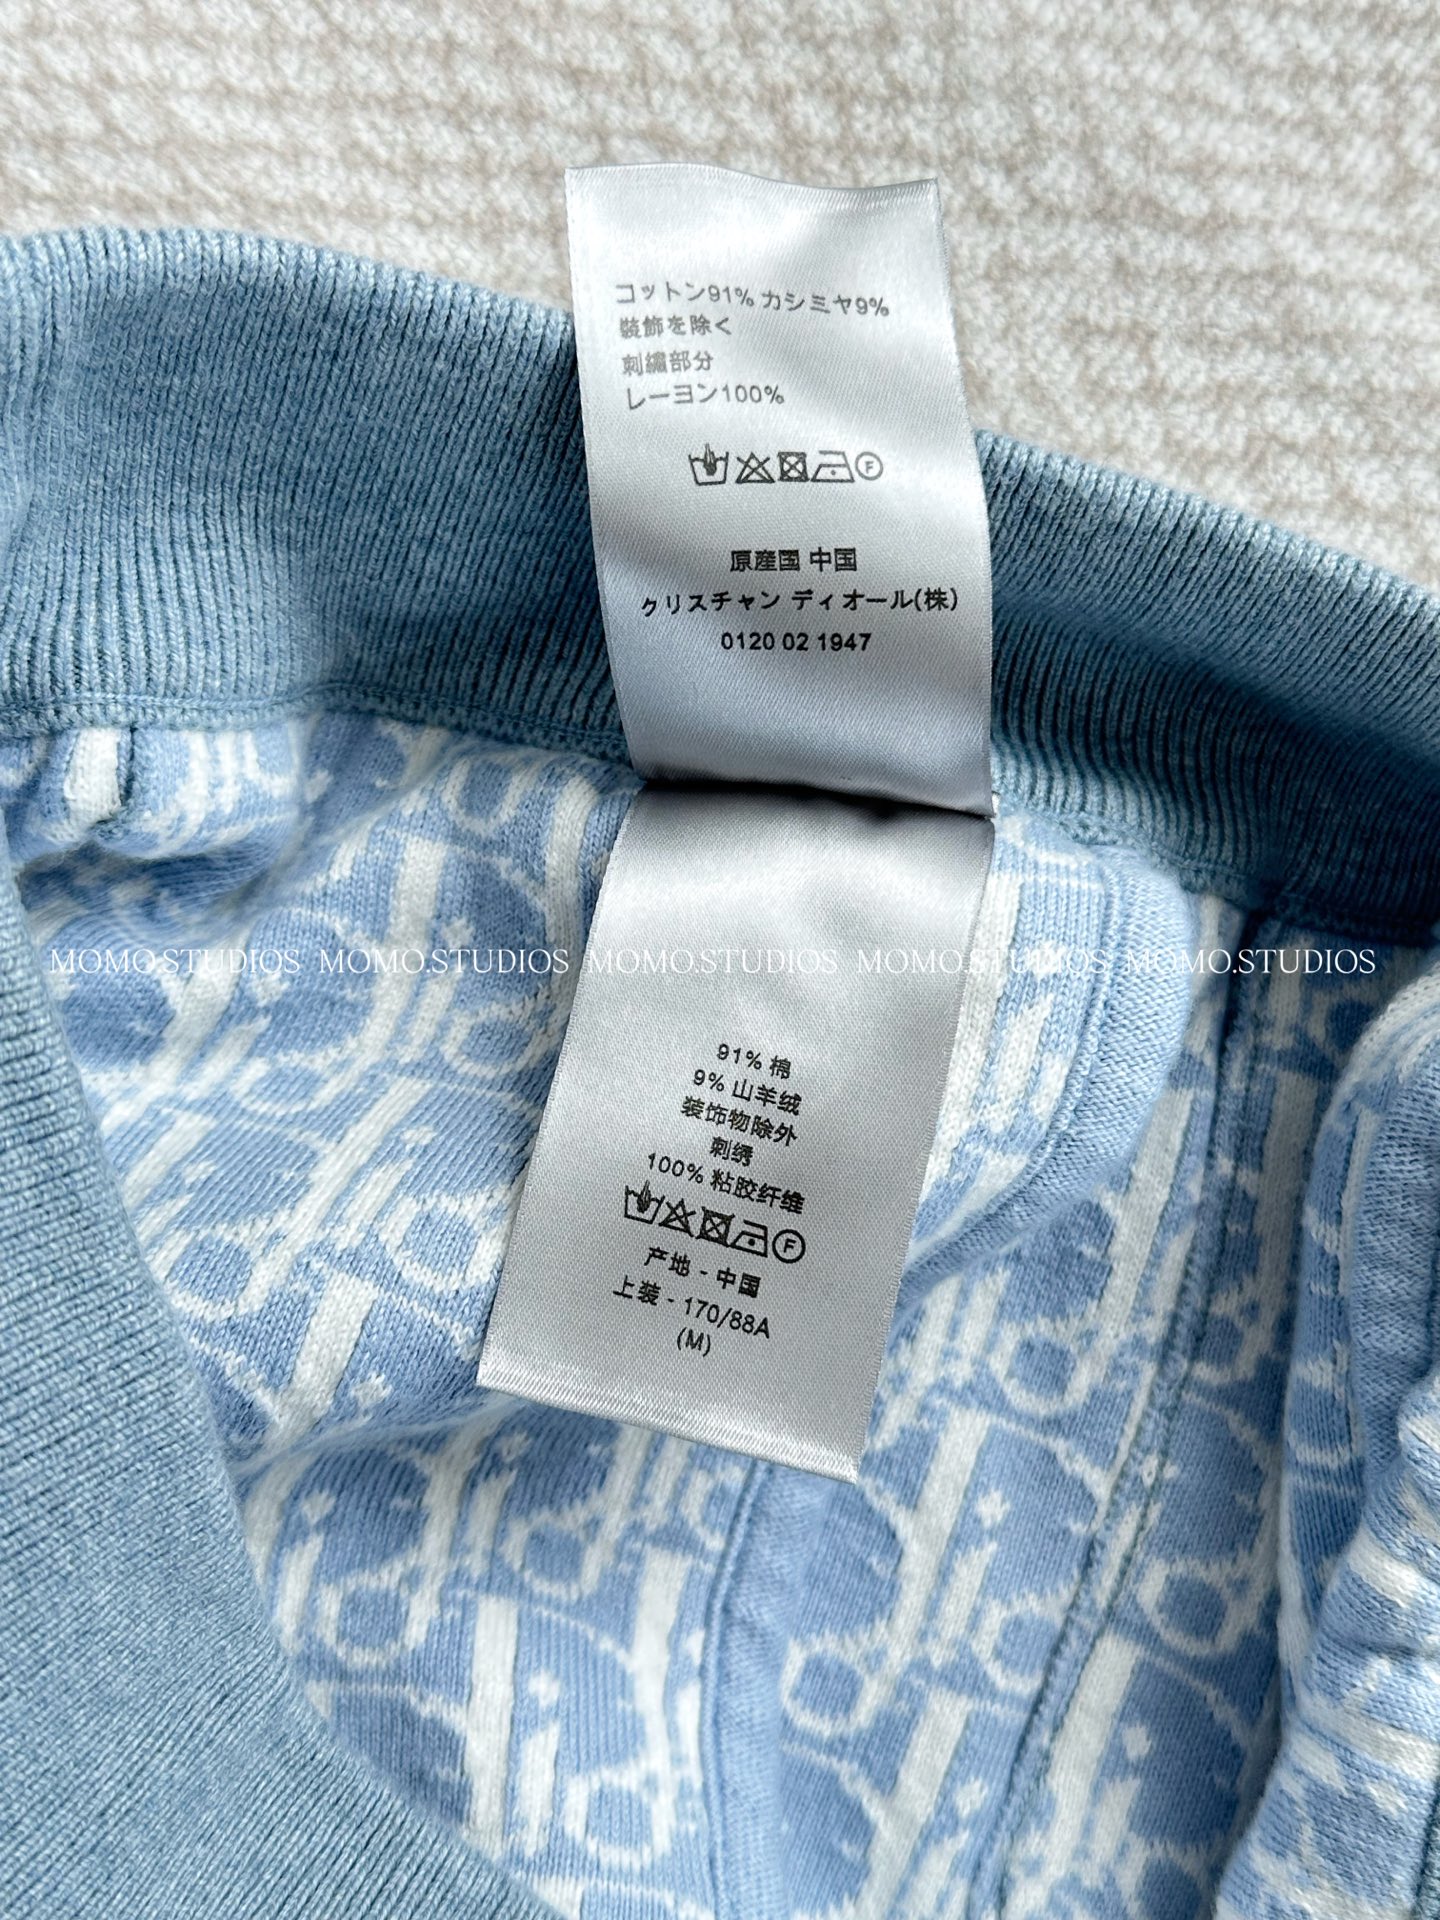 コットン91% カシミヤ9%
装飾を除く
刺繍部分
レーヨン100%
F
原産国 中国
クリスチャン ディオール(株)
0120 02 1947
MOMO.STUDIOS MOMO.STUDIOS MOMO.STUDIOS MOMO.STUDIOS MOMO.STUDIOS
91% 棉
9% 山羊绒
装饰物除外
刺绣
100% 粘胶纤维
F
产地 - 中国
上装 - 170/88A
(M)